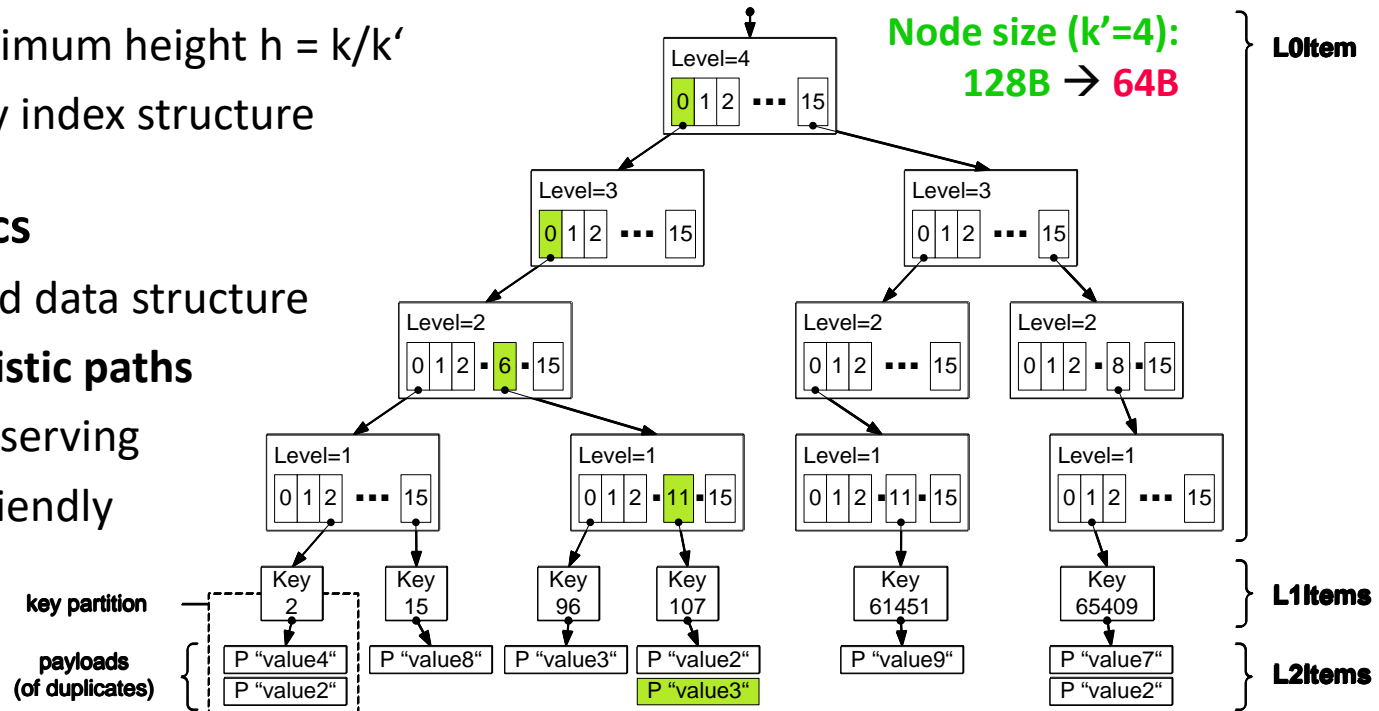 imum height h = k/k‘
y index structure
cs
d data structure
istic paths
serving
iendly
Node size (k’=4):
128B → 64B
L0Item
Level=4
0 1 2 ▪▪▪ 15
Level=3
0 1 2 ▪▪▪ 15
Level=3
0 1 2 ▪▪▪ 15
Level=2
0 1 2 ▪ 6 ▪ 15
Level=2
0 1 2 ▪▪▪ 15
Level=2
0 1 2 ▪ 8 ▪ 15
Level=1
0 1 2 ▪▪▪ 15
Level=1
0 1 2 ▪ 11 ▪ 15
Level=1
0 1 2 ▪ 11 ▪ 15
Level=1
0 1 2 ▪▪▪ 15
key partition
Key
2
Key
15
Key
96
Key
107
Key
61451
Key
65409
L1Items
payloads
(of duplicates)
P “value4“
P “value2“
P “value8“
P “value3“
P “value2“
P “value3“
P “value9“
P “value7“
P “value2“
L2Items